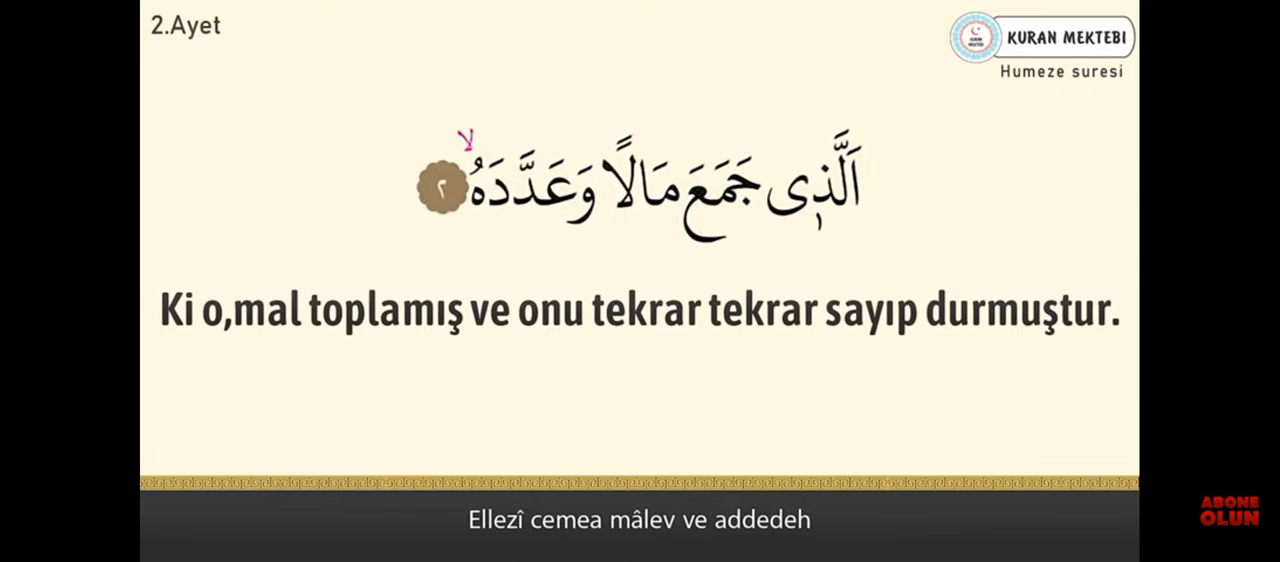 2.Ayet
KURAN MEKTEBI
Humeze suresi
اَلَّذ۪ى جَمَعَ مَالًا وَعَدَّدَهُۙ ٢
Ki o,mal toplamış ve onu tekrar tekrar sayıp durmuştur.
Ellezî cemea mâlev ve addedeh
ABONE
OLUN